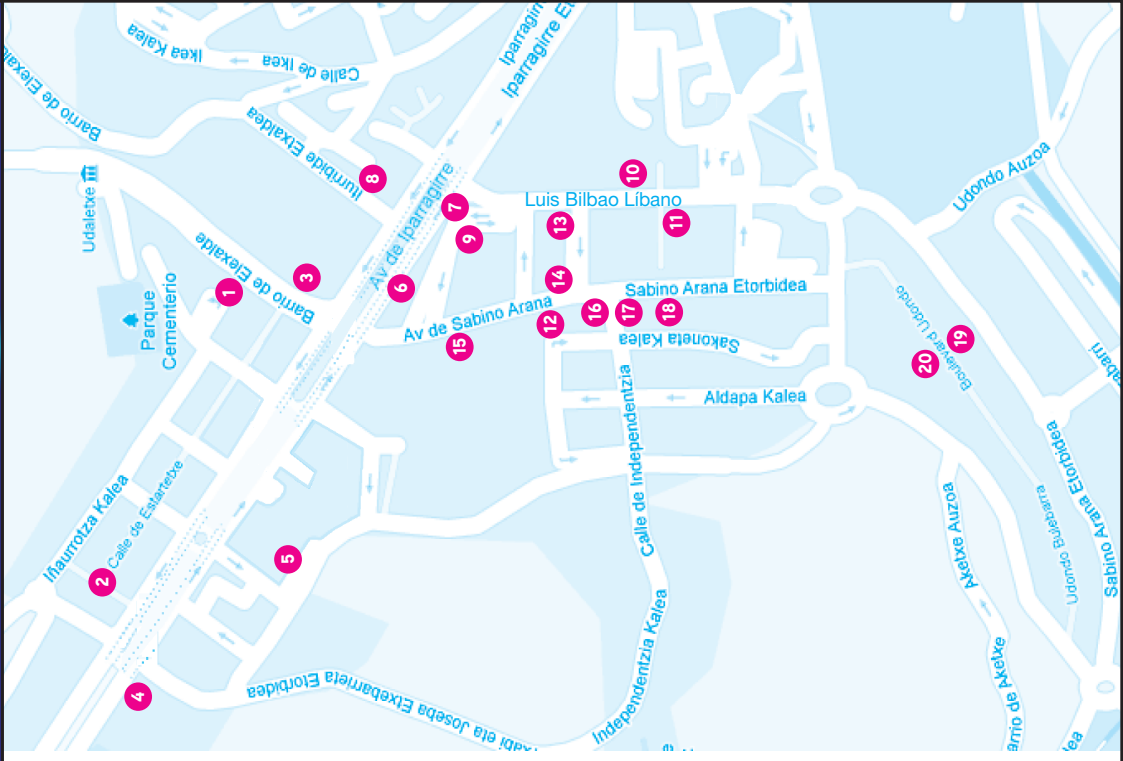 Iparragirre
Iparragirre Et
Ikea Kalea
Calle de Ikea
Barrio de Elexalde
Iturribide Etxaldea
Udaletxe
8
10
7
Luis Bilbao Líbano
13
11
9
Udondo Auzoa
Av de Iparragirre
Barrio de Elexalde
1
3
6
14
Sabino Arana Etorbidea
Parque
Cementerio
Av de Sabino Arana
12
16
17
18
15
Sakoneta Kalea
Boulevard Udondo
19
20
Aldapa Kalea
Calle de Independentzia
Iñaurrotza Kalea
Calle de Estartetxe
2
5
4
Aketxe Auzoa
Udondo Bulebarra
Sabino Arana Etorbidea
Independentzia Kalea
Txabi eta Joseba Etxebarrieta Etorbidea
arrio de Aketxe